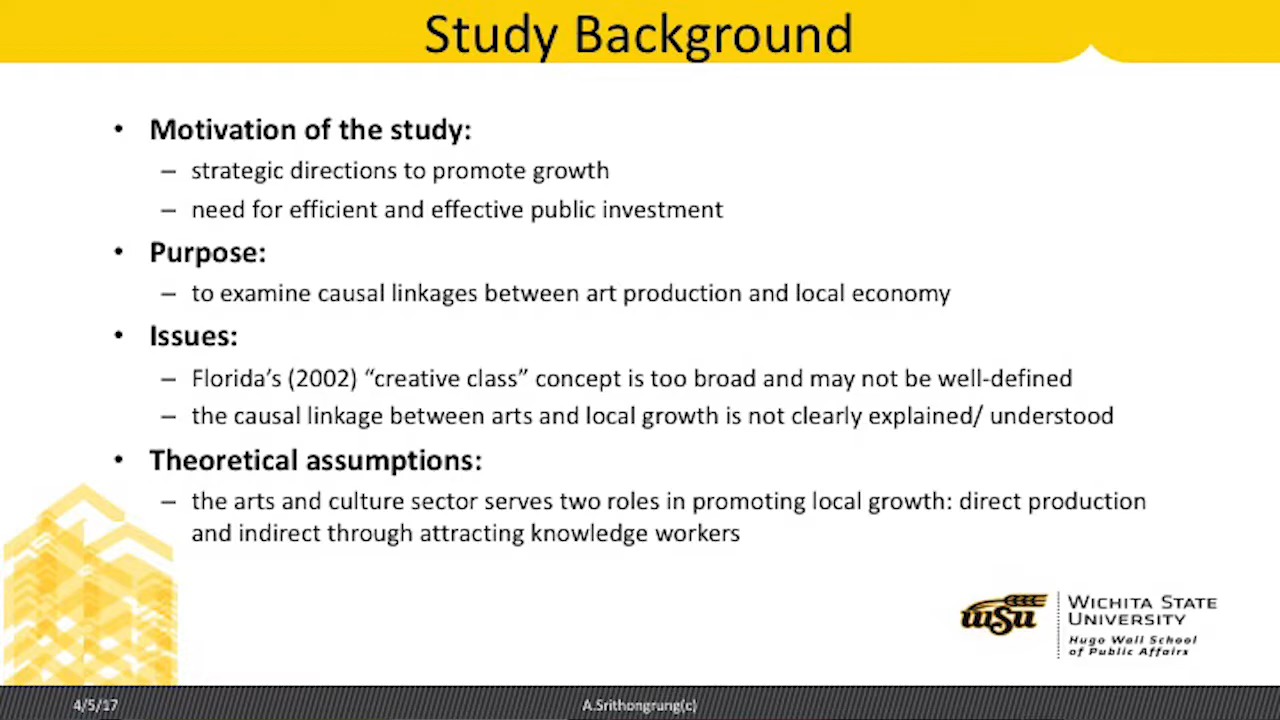 Study Background
• Motivation of the study:
– strategic directions to promote growth
– need for efficient and effective public investment
• Purpose:
– to examine causal linkages between art production and local economy
• Issues:
– Florida’s (2002) “creative class” concept is too broad and may not be well-defined
– the causal linkage between arts and local growth is not clearly explained/ understood
• Theoretical assumptions:
– the arts and culture sector serves two roles in promoting local growth: direct production
and indirect through attracting knowledge workers
wsu
WICHITA STATE
UNIVERSITY
Hugo Wall School
of Public Affairs
4/5/17
A.Srithongrung(c)